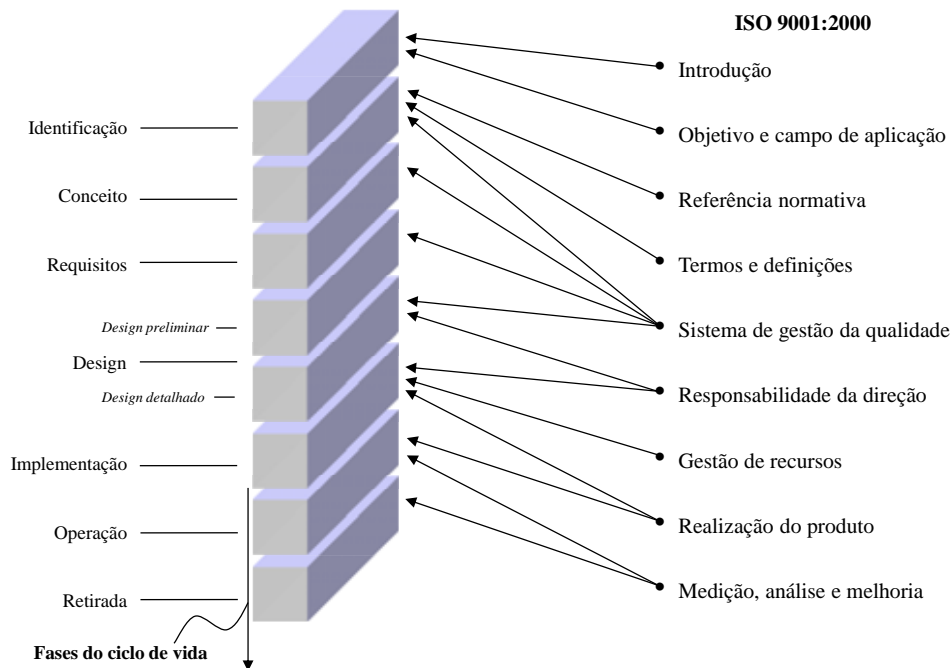 ISO 9001:2000
Introdução
Identificação
Objetivo e campo de aplicação
Conceito
Referência normativa
Requisitos
Termos e definições
Design preliminar
Sistema de gestão da qualidade
Design
Design detalhado
Responsabilidade da direção
Implementação
Gestão de recursos
Operação
Realização do produto
Retirada
Medição, análise e melhoria
Fases do ciclo de vida